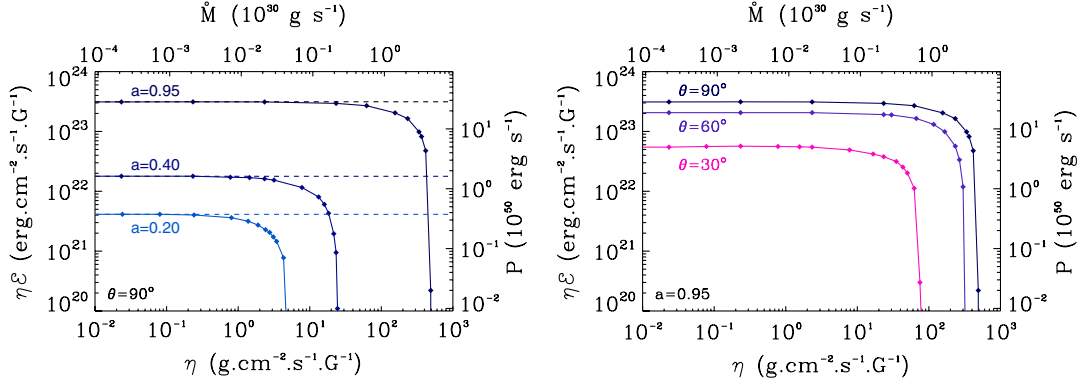 Ṁ (10³⁰ g s⁻¹)
10⁻⁴ 10⁻³ 10⁻² 10⁻¹ 10⁰
10²⁴
10²³
10²²
10²¹
10²⁰
ηℰ (erg.cm⁻².s⁻¹.G⁻¹)
a=0.95
a=0.40
a=0.20
θ=90°
10¹
10⁰
10⁻¹
10⁻²
P (10⁵⁰ erg s⁻¹)
10⁻² 10⁻¹ 10⁰ 10¹ 10² 10³
η (g.cm⁻².s⁻¹.G⁻¹)
Ṁ (10³⁰ g s⁻¹)
10⁻⁴ 10⁻³ 10⁻² 10⁻¹ 10⁰
10²⁴
10²³
10²²
10²¹
10²⁰
ηℰ (erg.cm⁻².s⁻¹.G⁻¹)
θ=90°
θ=60°
θ=30°
a=0.95
10¹
10⁰
10⁻¹
10⁻²
P (10⁵⁰ erg s⁻¹)
10⁻² 10⁻¹ 10⁰ 10¹ 10² 10³
η (g.cm⁻².s⁻¹.G⁻¹)